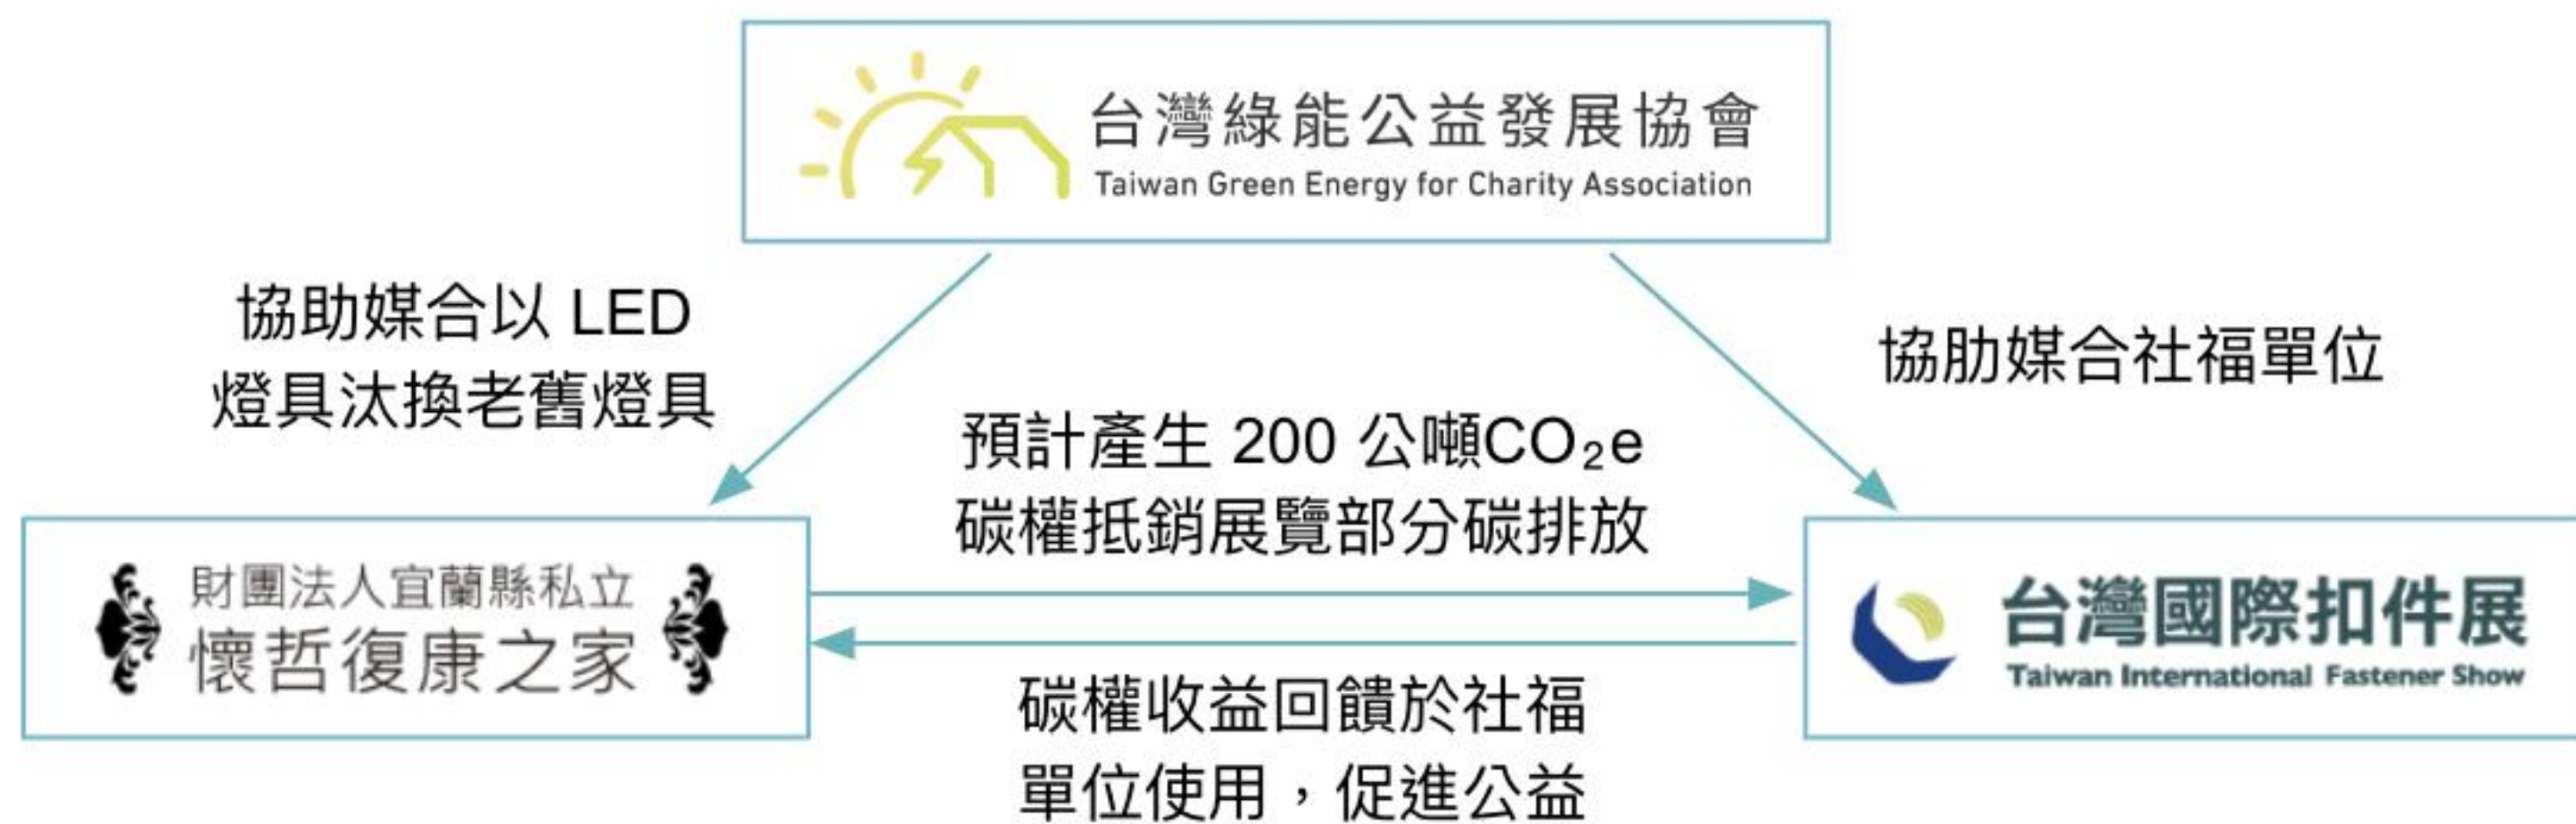 台灣綠能公益發展協會
Taiwan Green Energy for Charity Association
協助媒合以 LED
燈具汰換老舊燈具
協肋媒合社福單位
預計產生 200 公噸CO₂e
碳權抵銷展覽部分碳排放
財團法人宜蘭縣私立
懷哲復康之家
台灣國際扣件展
Taiwan International Fastener Show
碳權收益回饋於社福
單位使用，促進公益